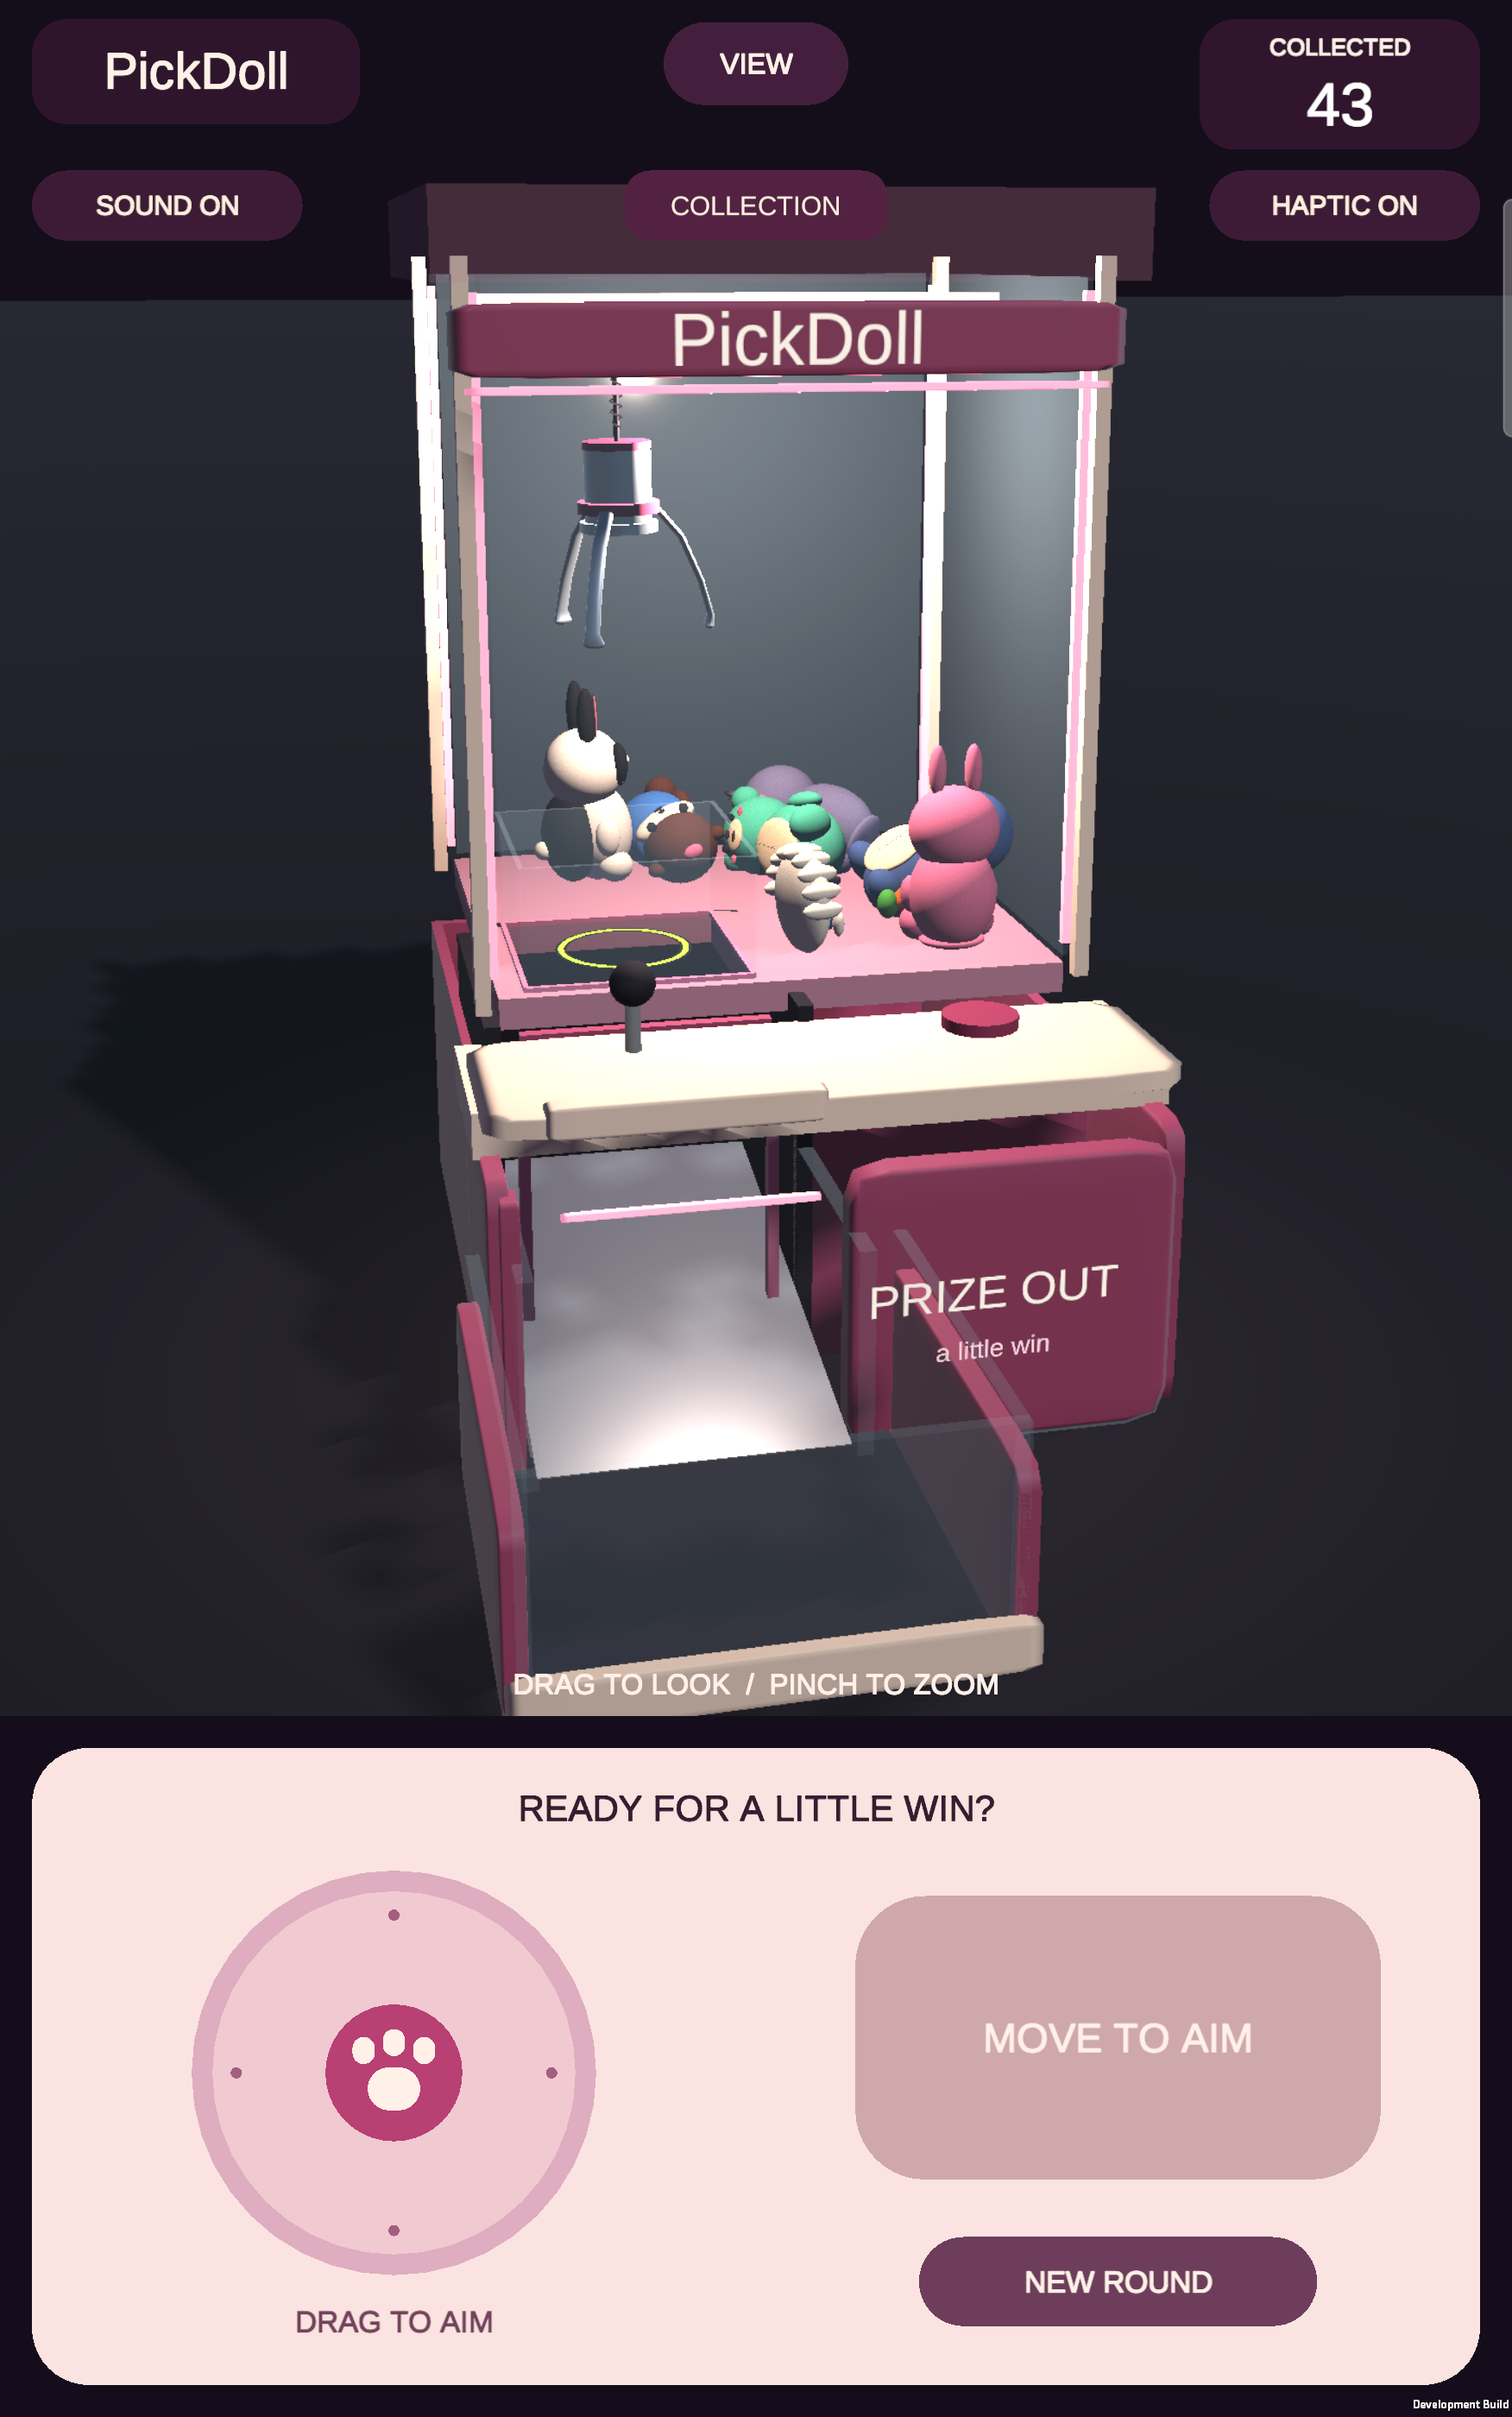 PickDoll
VIEW
COLLECTED
43
SOUND ON
COLLECTION
HAPTIC ON
PickDoll
PRIZE OUT
a little win
DRAG TO LOOK / PINCH TO ZOOM
READY FOR A LITTLE WIN?
MOVE TO AIM
NEW ROUND
DRAG TO AIM
Development Build